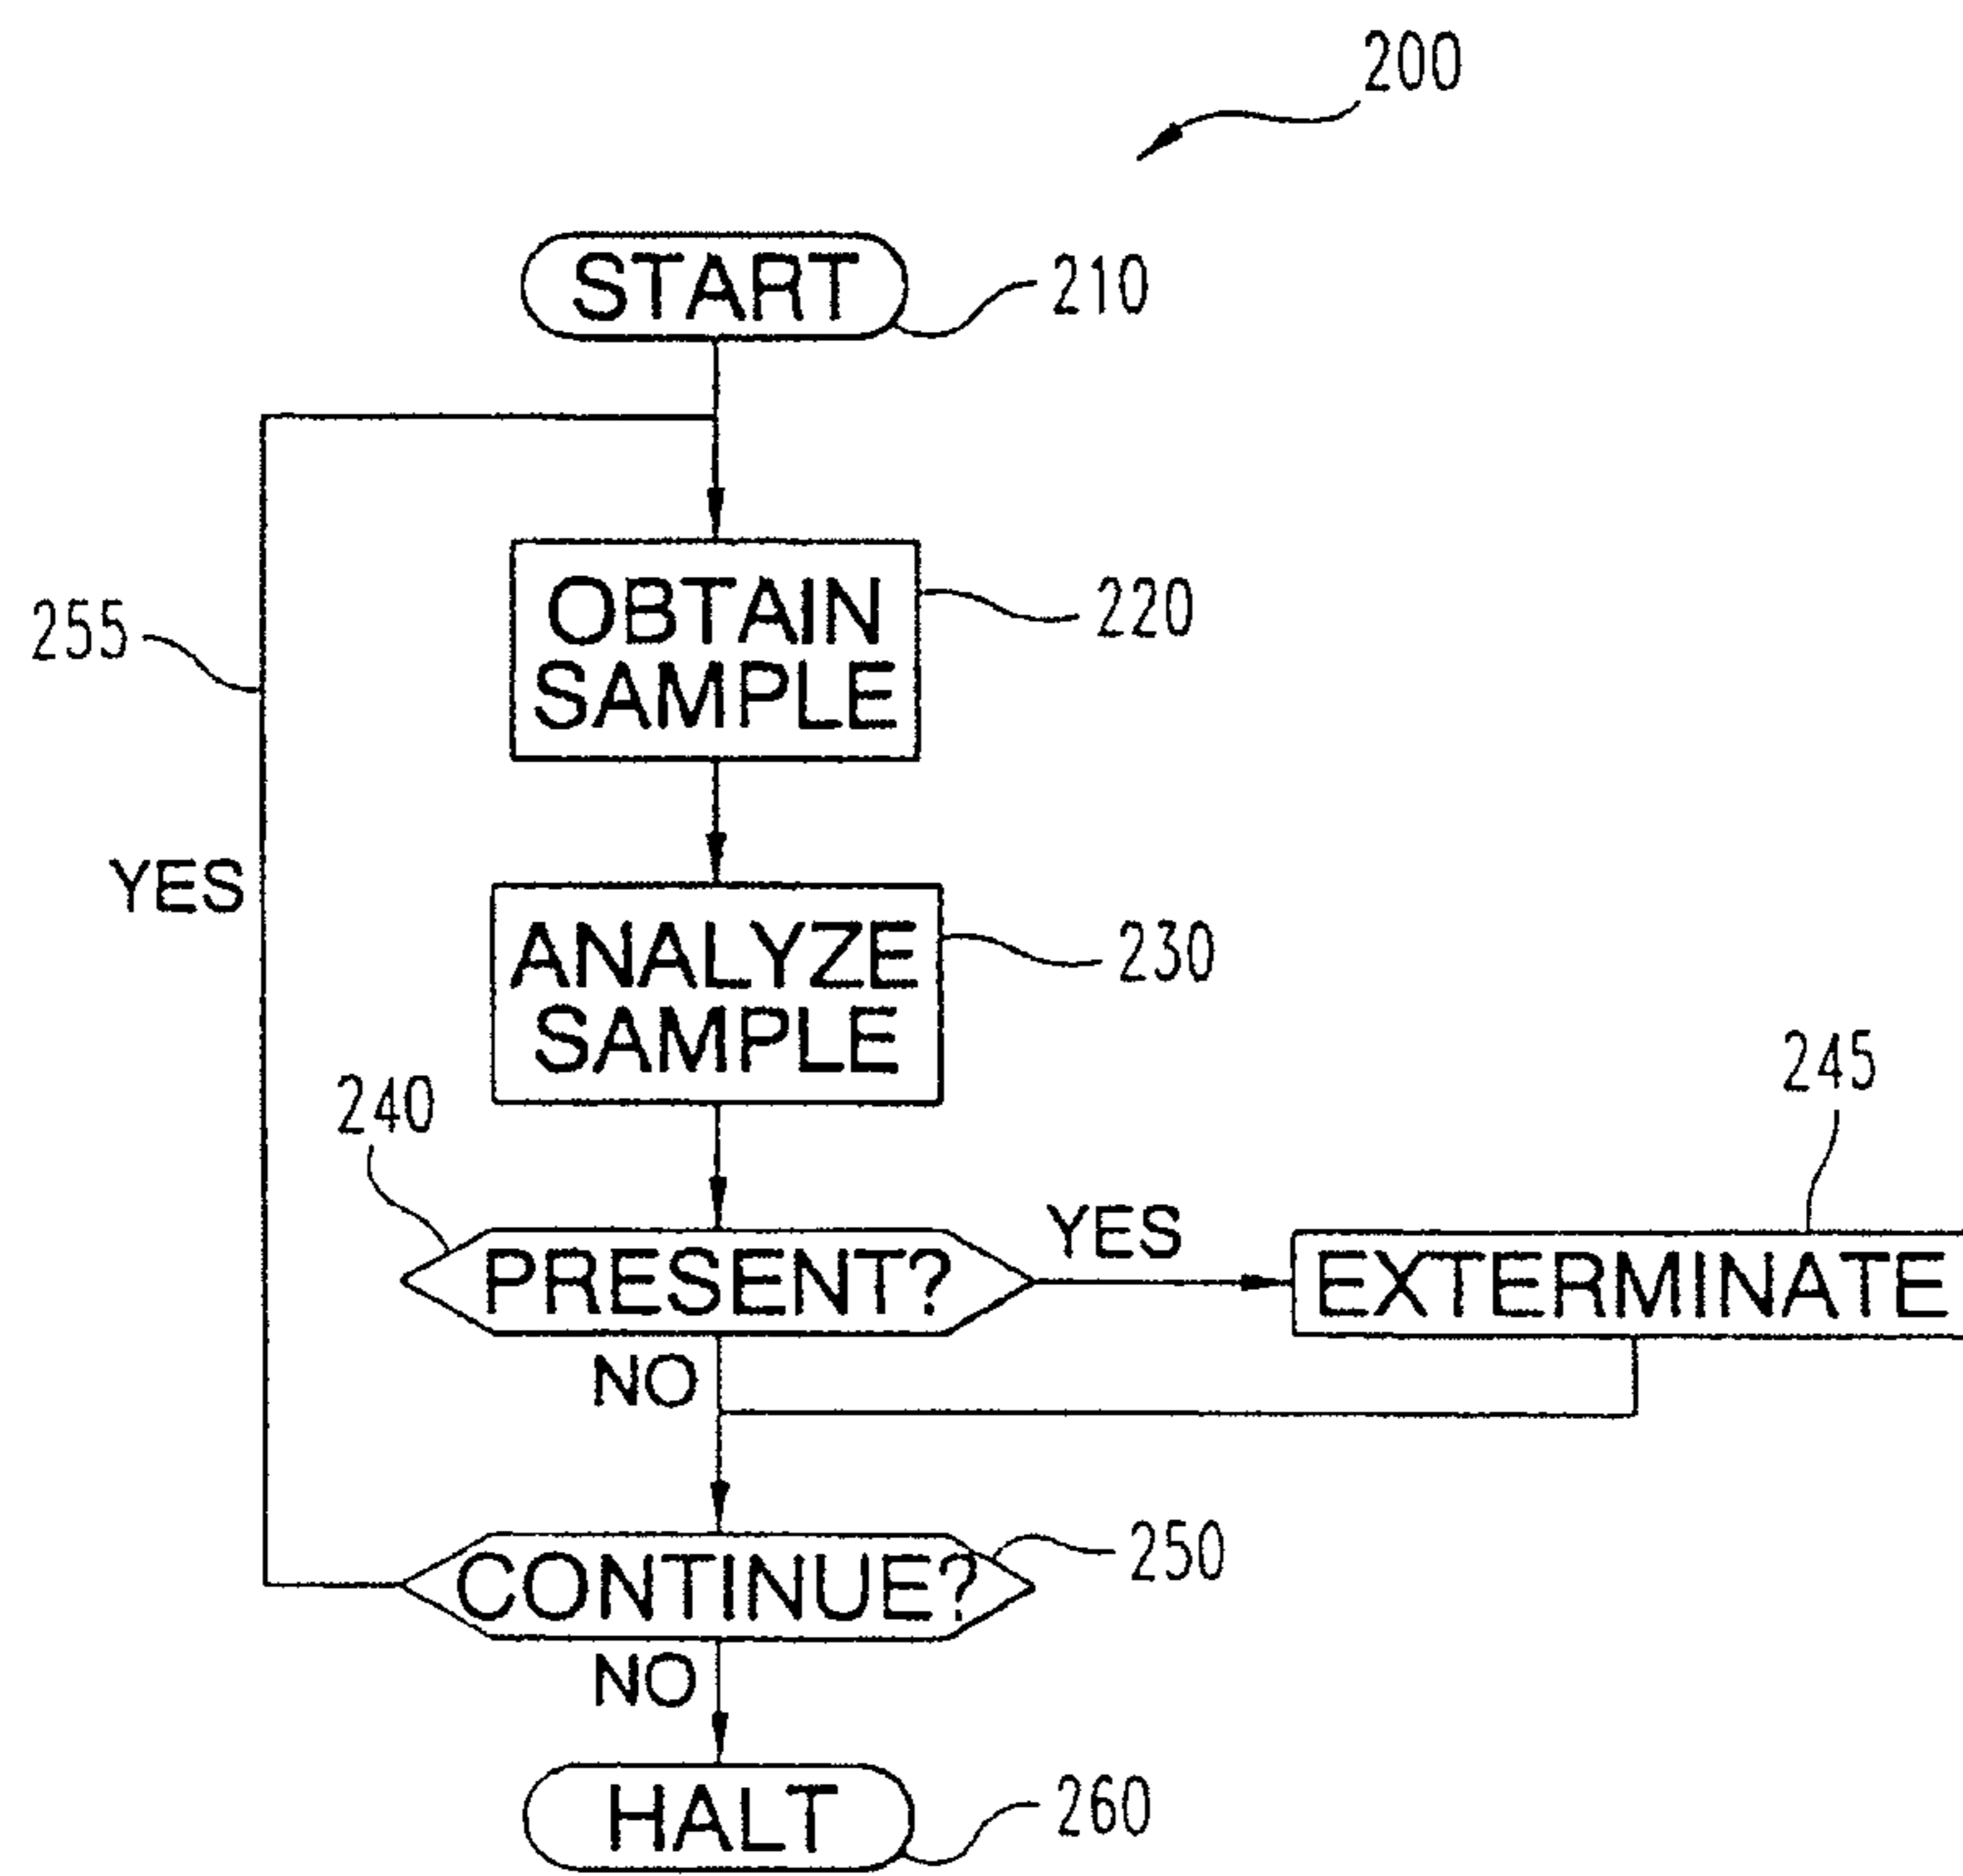 200
START
210
OBTAIN
SAMPLE
220
255
YES
ANALYZE
SAMPLE
230
240
245
PRESENT?
YES
EXTERMINATE
NO
CONTINUE?
250
NO
HALT
260